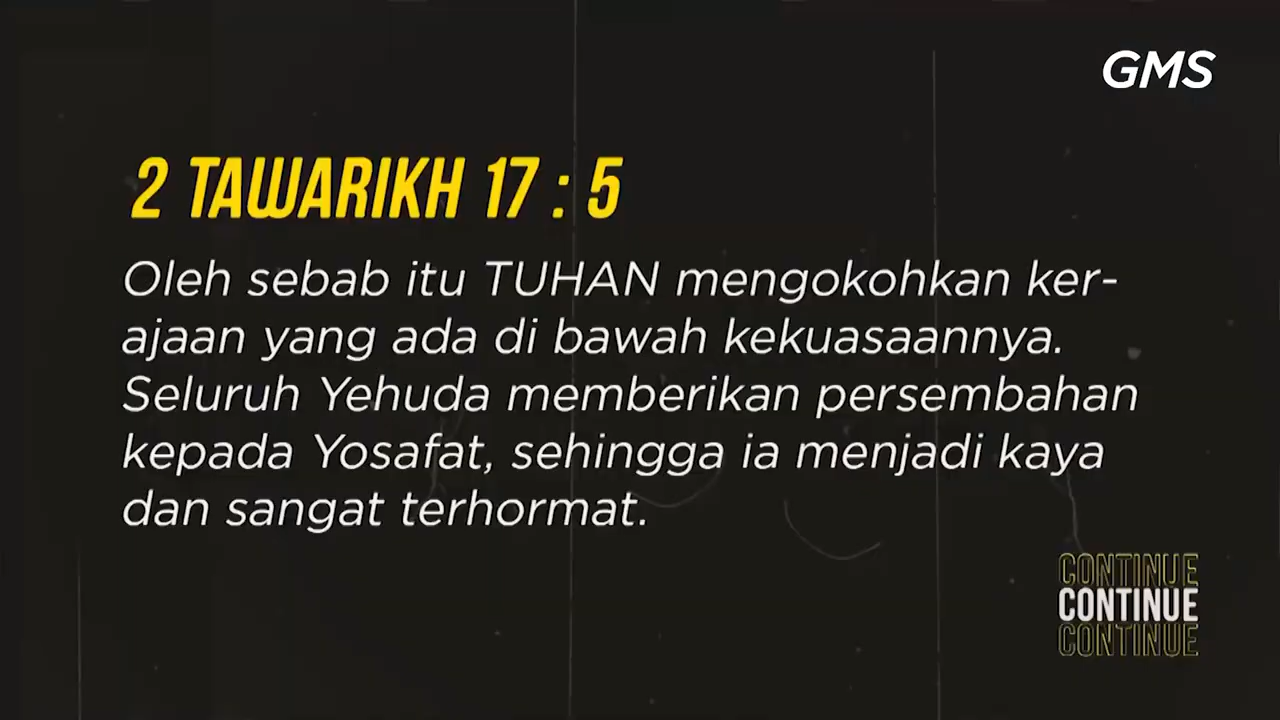 GMS
2 TAWARIKH 17 : 5
Oleh sebab itu TUHAN mengokohkan ker-
ajaan yang ada di bawah kekuasaannya.
Seluruh Yehuda memberikan persembahan
kepada Yosafat, sehingga ia menjadi kaya
dan sangat terhormat.
CONTINUE
CONTINUE
CONTINUE